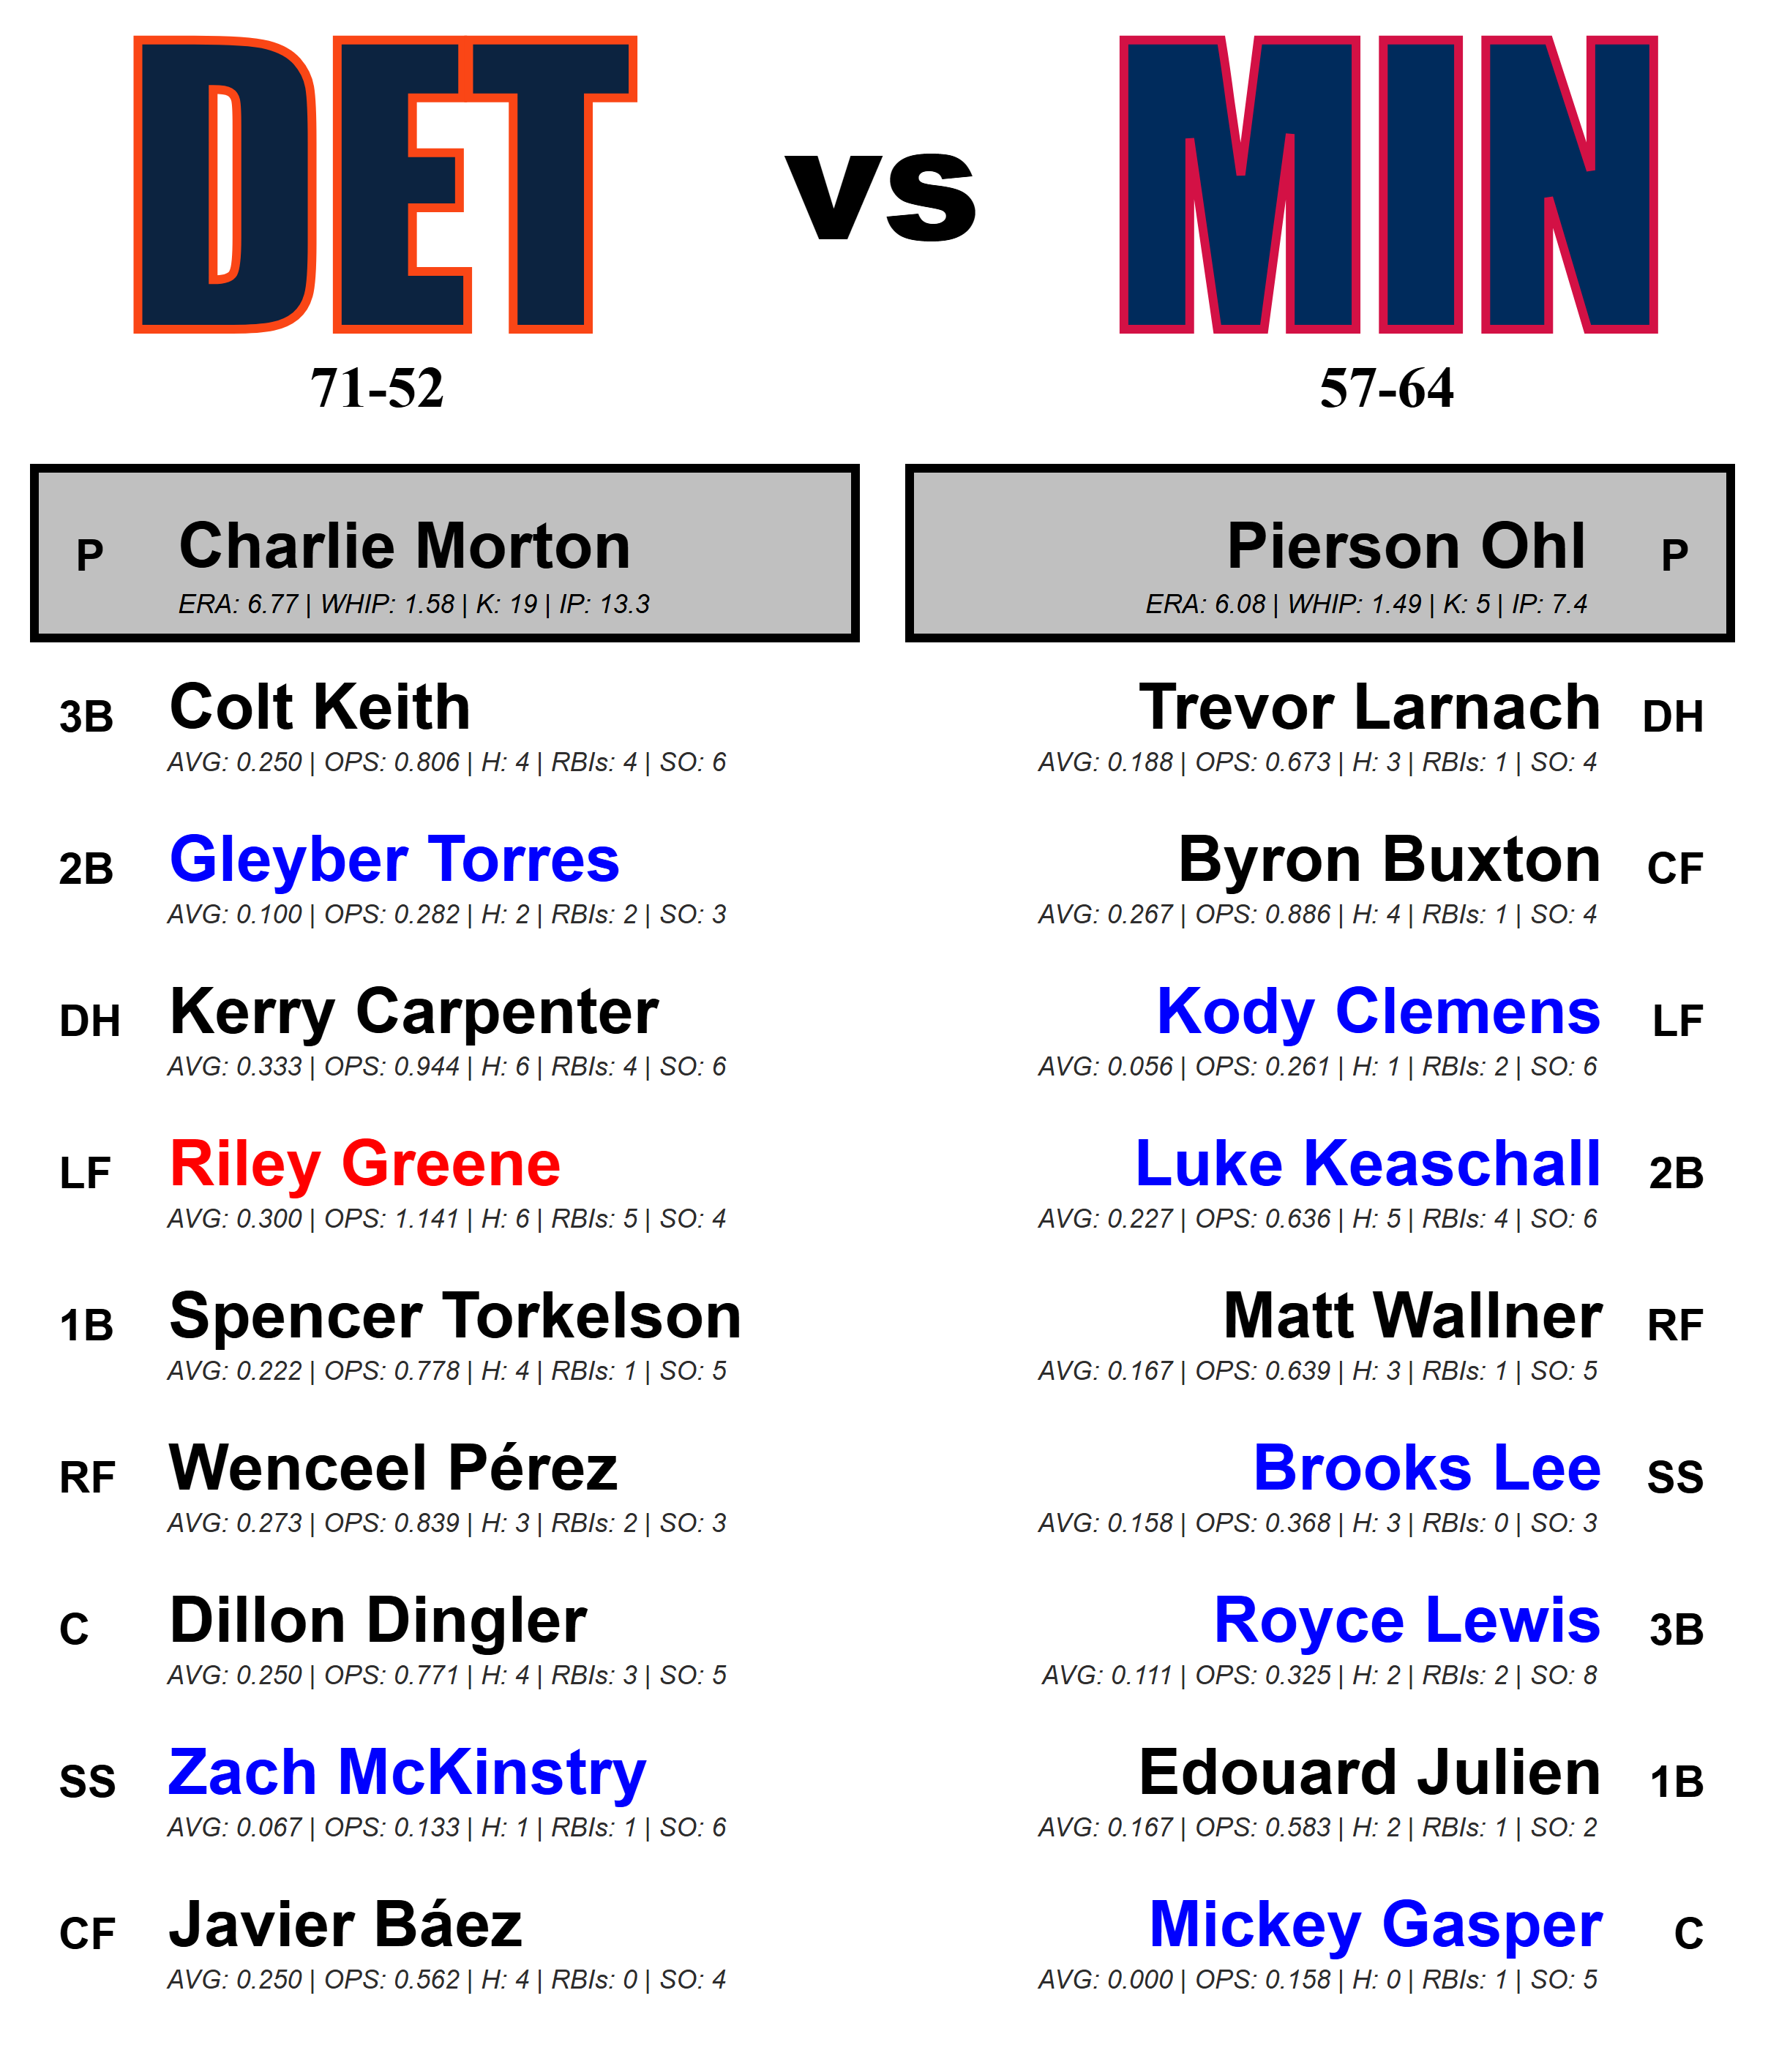 DET vs MIN
71-52 57-64
P Charlie Morton
ERA: 6.77 | WHIP: 1.58 | K: 19 | IP: 13.3
Pierson Ohl P
ERA: 6.08 | WHIP: 1.49 | K: 5 | IP: 7.4
3B Colt Keith
AVG: 0.250 | OPS: 0.806 | H: 4 | RBIs: 4 | SO: 6
2B Gleyber Torres
AVG: 0.100 | OPS: 0.282 | H: 2 | RBIs: 2 | SO: 3
DH Kerry Carpenter
AVG: 0.333 | OPS: 0.944 | H: 6 | RBIs: 4 | SO: 6
LF Riley Greene
AVG: 0.300 | OPS: 1.141 | H: 6 | RBIs: 5 | SO: 4
1B Spencer Torkelson
AVG: 0.222 | OPS: 0.778 | H: 4 | RBIs: 1 | SO: 5
RF Wenceel Pérez
AVG: 0.273 | OPS: 0.839 | H: 3 | RBIs: 2 | SO: 3
C Dillon Dingler
AVG: 0.250 | OPS: 0.771 | H: 4 | RBIs: 3 | SO: 5
SS Zach McKinstry
AVG: 0.067 | OPS: 0.133 | H: 1 | RBIs: 1 | SO: 6
CF Javier Báez
AVG: 0.250 | OPS: 0.562 | H: 4 | RBIs: 0 | SO: 4
Trevor Larnach DH
AVG: 0.188 | OPS: 0.673 | H: 3 | RBIs: 1 | SO: 4
Byron Buxton CF
AVG: 0.267 | OPS: 0.886 | H: 4 | RBIs: 1 | SO: 4
Kody Clemens LF
AVG: 0.056 | OPS: 0.261 | H: 1 | RBIs: 2 | SO: 6
Luke Keaschall 2B
AVG: 0.227 | OPS: 0.636 | H: 5 | RBIs: 4 | SO: 6
Matt Wallner RF
AVG: 0.167 | OPS: 0.639 | H: 3 | RBIs: 1 | SO: 5
Brooks Lee SS
AVG: 0.158 | OPS: 0.368 | H: 3 | RBIs: 0 | SO: 3
Royce Lewis 3B
AVG: 0.111 | OPS: 0.325 | H: 2 | RBIs: 2 | SO: 8
Edouard Julien 1B
AVG: 0.167 | OPS: 0.583 | H: 2 | RBIs: 1 | SO: 2
Mickey Gasper C
AVG: 0.000 | OPS: 0.158 | H: 0 | RBIs: 1 | SO: 5